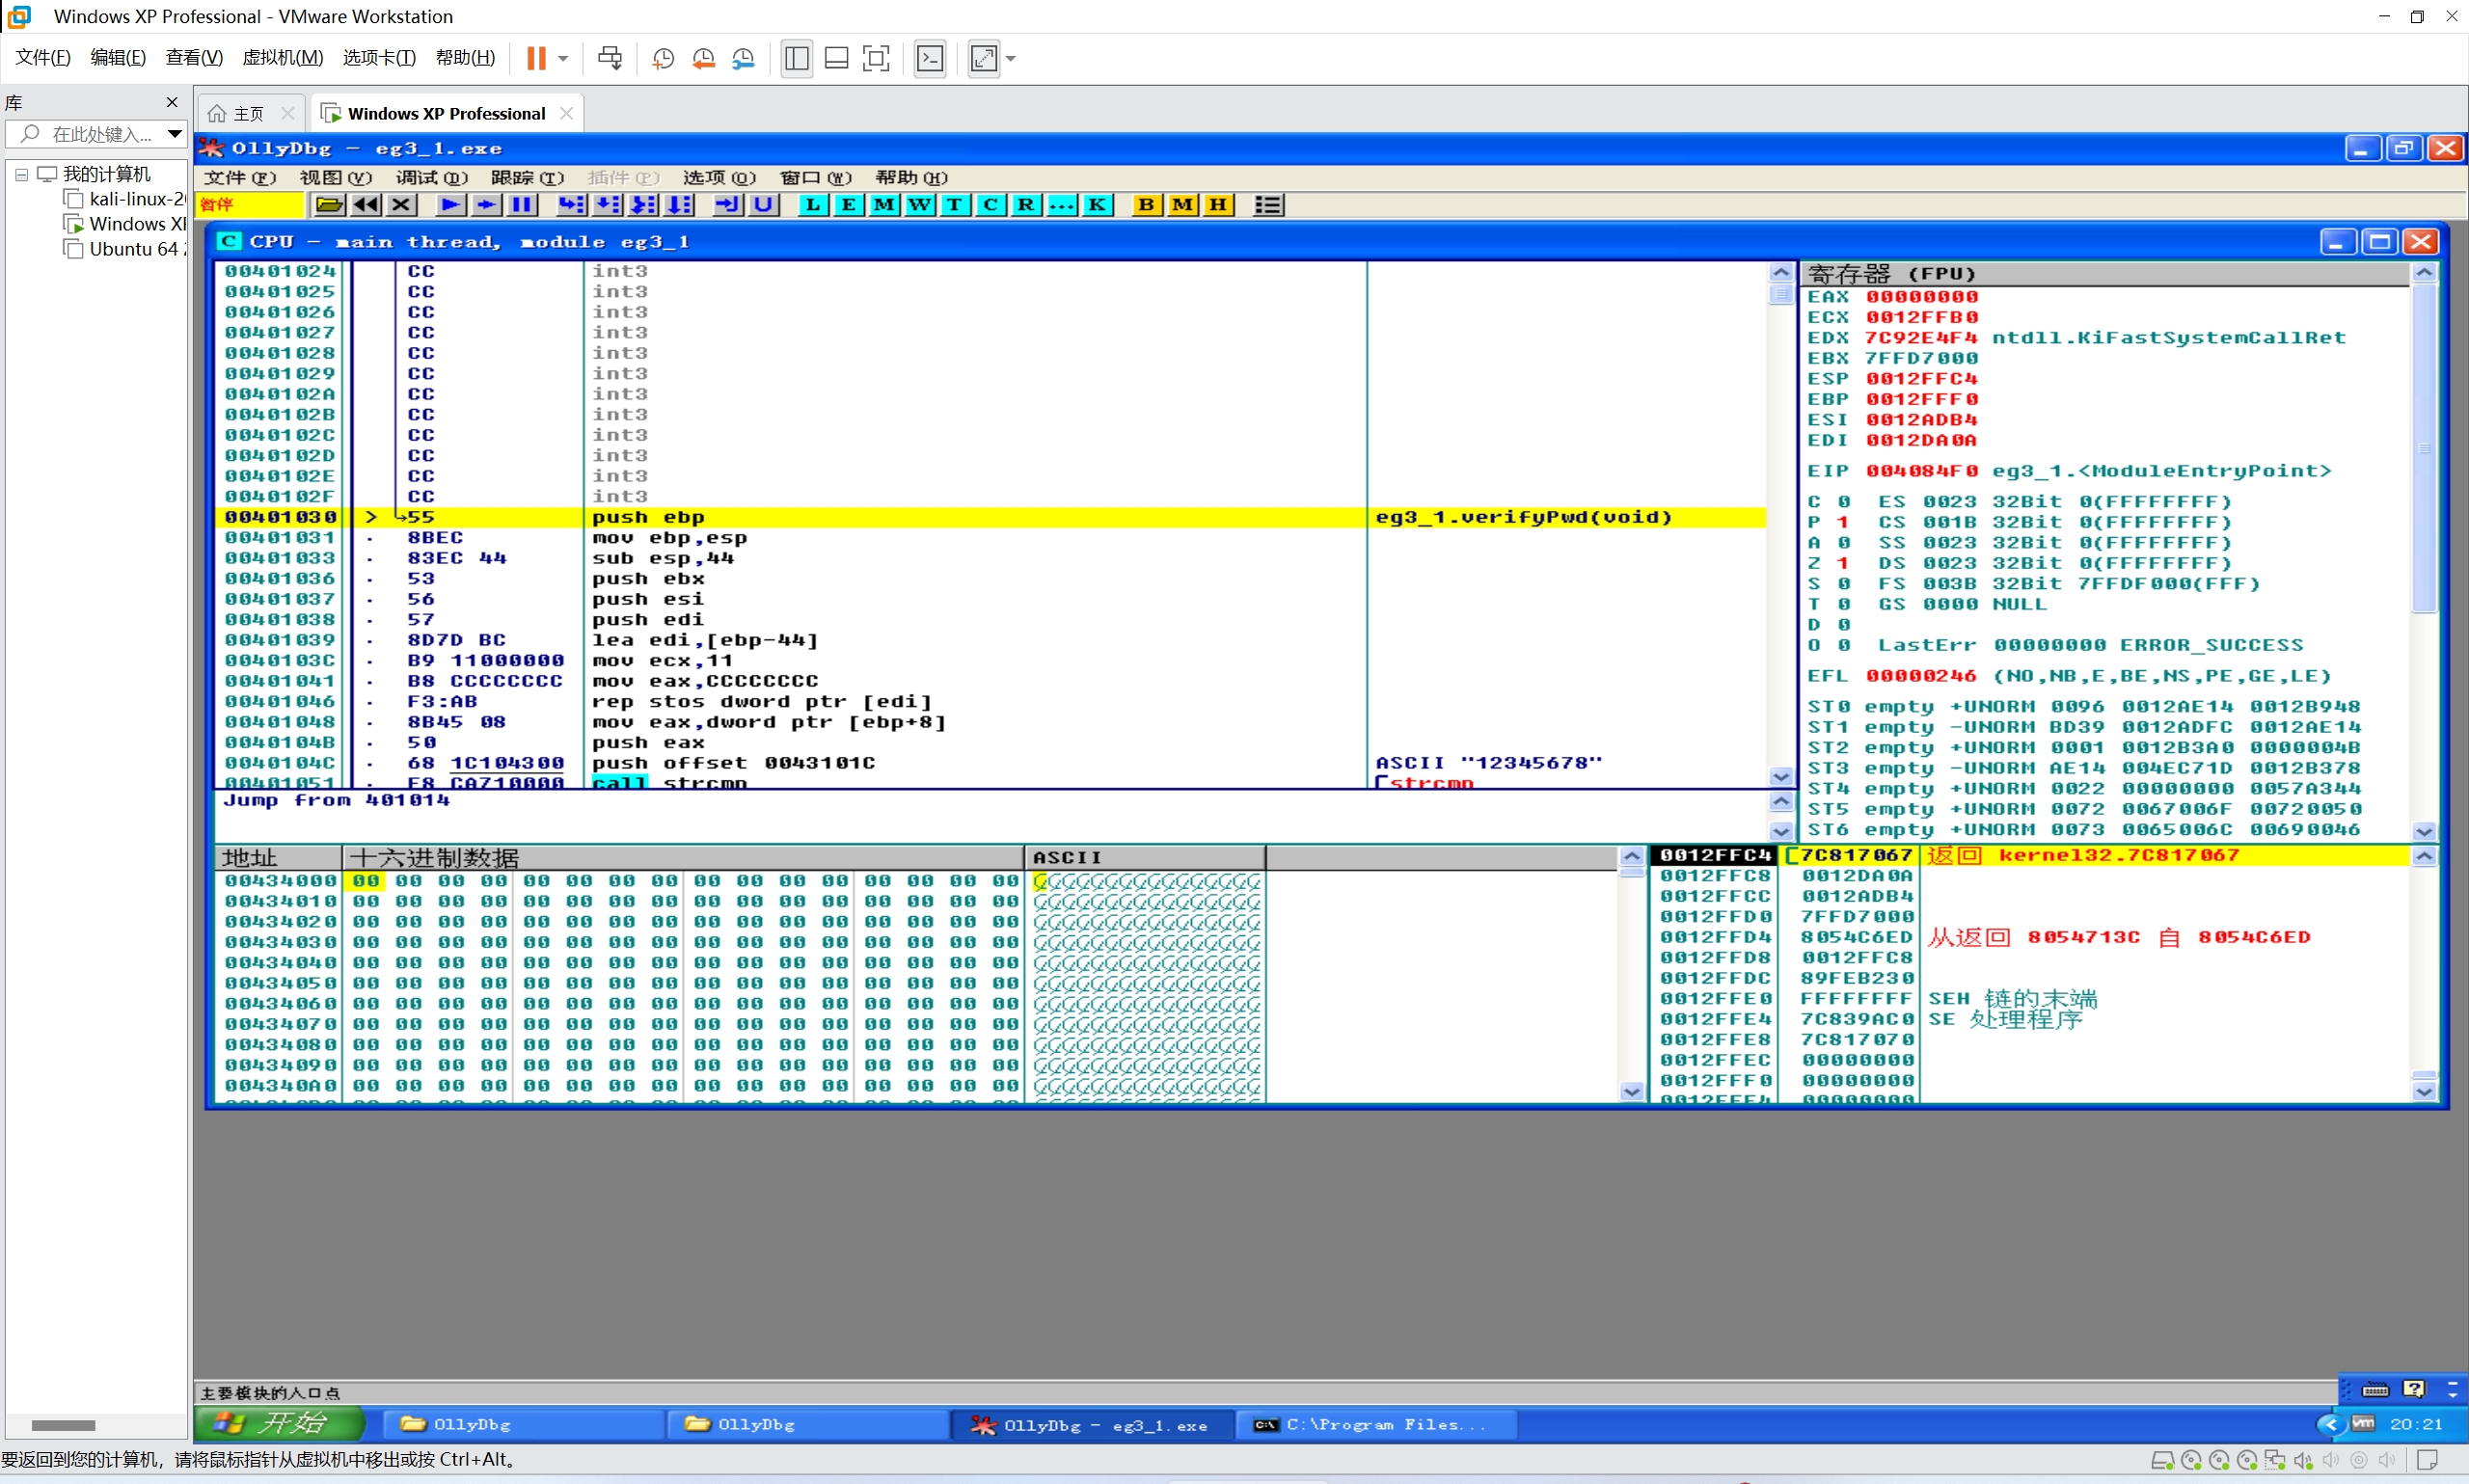 Windows XP Professional - VMware Workstation
文件(F) 编辑(E) 查看(V) 虚拟机(M) 选项卡(T) 帮助(H)
库
在此处键入...
我的计算机
kali-linux-20
Windows XI
Ubuntu 64
主页
Windows XP Professional
OllyDbg - eg3_1.exe
文件(F) 视图(V) 调试(D) 跟踪(T) 插件(P) 选项(O) 窗口(W) 帮助(H)
暂停 L E M W T C R ... K B M H
C CPU - main thread, module eg3_1
00401024 CC int3
00401025 CC int3
00401026 CC int3
00401027 CC int3
00401028 CC int3
00401029 CC int3
0040102A CC int3
0040102B CC int3
0040102C CC int3
0040102D CC int3
0040102E CC int3
0040102F CC int3
00401030 > 55 push ebp eg3_1.verifyPwd(void)
00401031 . 8BEC mov ebp,esp
00401033 . 83EC 44 sub esp,44
00401036 . 53 push ebx
00401037 . 56 push esi
00401038 . 57 push edi
00401039 . 8D7D BC lea edi,[ebp-44]
0040103C . B9 11000000 mov ecx,11
00401041 . B8 CCCCCCCC mov eax,CCCCCCCC
00401046 . F3:AB rep stos dword ptr [edi]
00401048 . 8B45 08 mov eax,dword ptr [ebp+8]
0040104B . 50 push eax
0040104C . 68 1C104300 push offset 0043101C ASCII "12345678"
00401051 . E8 CA710000 call strcmp strcmp
Jump from 401014
寄存器 (FPU)
EAX 00000000
ECX 0012FFB0
EDX 7C92E4F4 ntdll.KiFastSystemCallRet
EBX 7FFD7000
ESP 0012FFC4
EBP 0012FFF0
ESI 0012ADB4
EDI 0012DA0A
EIP 004084F0 eg3_1.<ModuleEntryPoint>
C 0 ES 0023 32Bit 0(FFFFFFFF)
P 1 CS 001B 32Bit 0(FFFFFFFF)
A 0 SS 0023 32Bit 0(FFFFFFFF)
Z 1 DS 0023 32Bit 0(FFFFFFFF)
S 0 FS 003B 32Bit 7FFDF000(FFF)
T 0 GS 0000 NULL
D 0
O 0 LastErr 00000000 ERROR_SUCCESS
EFL 00000246 (NO,NB,E,BE,NS,PE,GE,LE)
ST0 empty +UNORM 0096 0012AE14 0012B948
ST1 empty -UNORM BD39 0012ADFC 0012AE14
ST2 empty +UNORM 0001 0012B3A0 0000004B
ST3 empty -UNORM AE14 004EC71D 0012B378
ST4 empty +UNORM 0022 00000000 0057A344
ST5 empty +UNORM 0072 0067006F 00720050
ST6 empty +UNORM 0073 0065006C 00690046
地址 十六进制数据 ASCII
00434000 00 00 00 00 00 00 00 00 00 00 00 00 00 00 00 00
00434010 00 00 00 00 00 00 00 00 00 00 00 00 00 00 00 00
00434020 00 00 00 00 00 00 00 00 00 00 00 00 00 00 00 00
00434030 00 00 00 00 00 00 00 00 00 00 00 00 00 00 00 00
00434040 00 00 00 00 00 00 00 00 00 00 00 00 00 00 00 00
00434050 00 00 00 00 00 00 00 00 00 00 00 00 00 00 00 00
00434060 00 00 00 00 00 00 00 00 00 00 00 00 00 00 00 00
00434070 00 00 00 00 00 00 00 00 00 00 00 00 00 00 00 00
00434080 00 00 00 00 00 00 00 00 00 00 00 00 00 00 00 00
00434090 00 00 00 00 00 00 00 00 00 00 00 00 00 00 00 00
004340A0 00 00 00 00 00 00 00 00 00 00 00 00 00 00 00 00
0012FFC4 7C817067 返回 kernel32.7C817067
0012FFC8 0012DA0A
0012FFCC 0012ADB4
0012FFD0 7FFD7000
0012FFD4 8054C6ED 从返回 8054713C 自 8054C6ED
0012FFD8 0012FFC8
0012FFDC 89FEB230
0012FFE0 FFFFFFFF SEH 链的末端
0012FFE4 7C839AC0 SE 处理程序
0012FFE8 7C817070
0012FFEC 00000000
0012FFF0 00000000
0012FFF4 00000000
主要模块的入口点
开始 OllyDbg OllyDbg OllyDbg - eg3_1.exe C:\Program Files... 20:21
要返回到您的计算机，请将鼠标指针从虚拟机中移出或按 Ctrl+Alt。